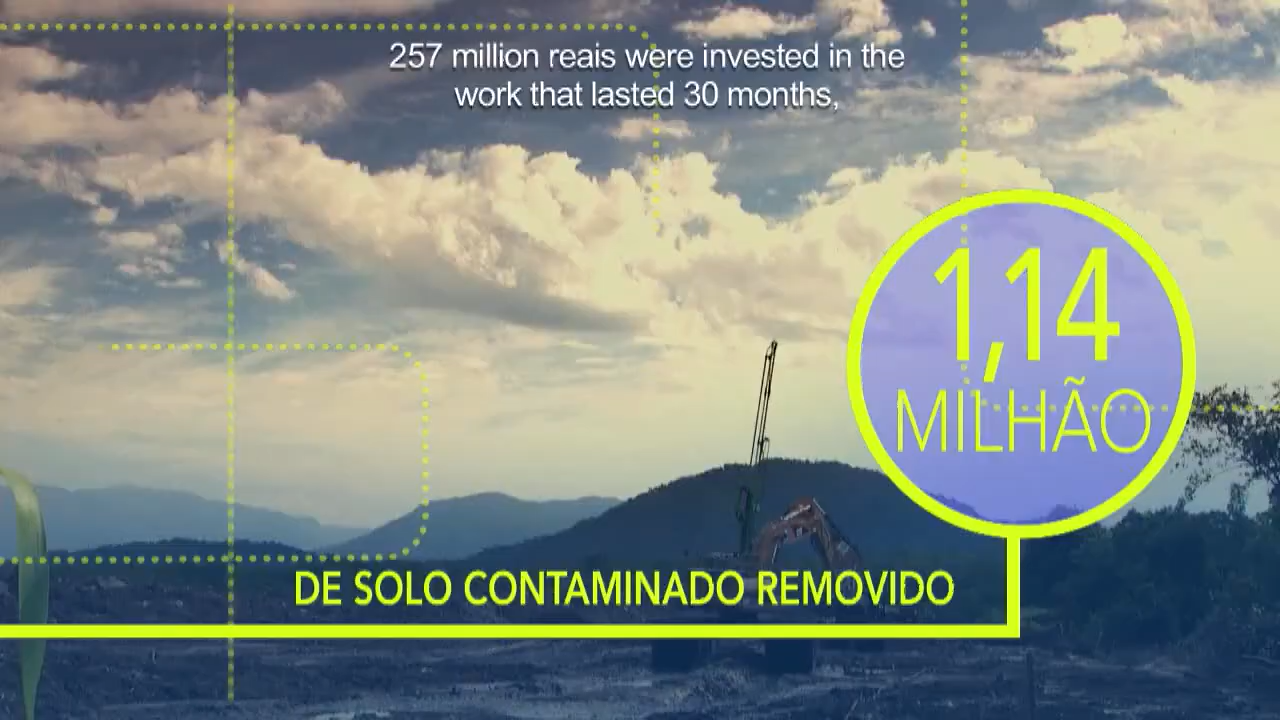 257 million reais were invested in the
work that lasted 30 months,
1,14
MILHÃO
DE SOLO CONTAMINADO REMOVIDO